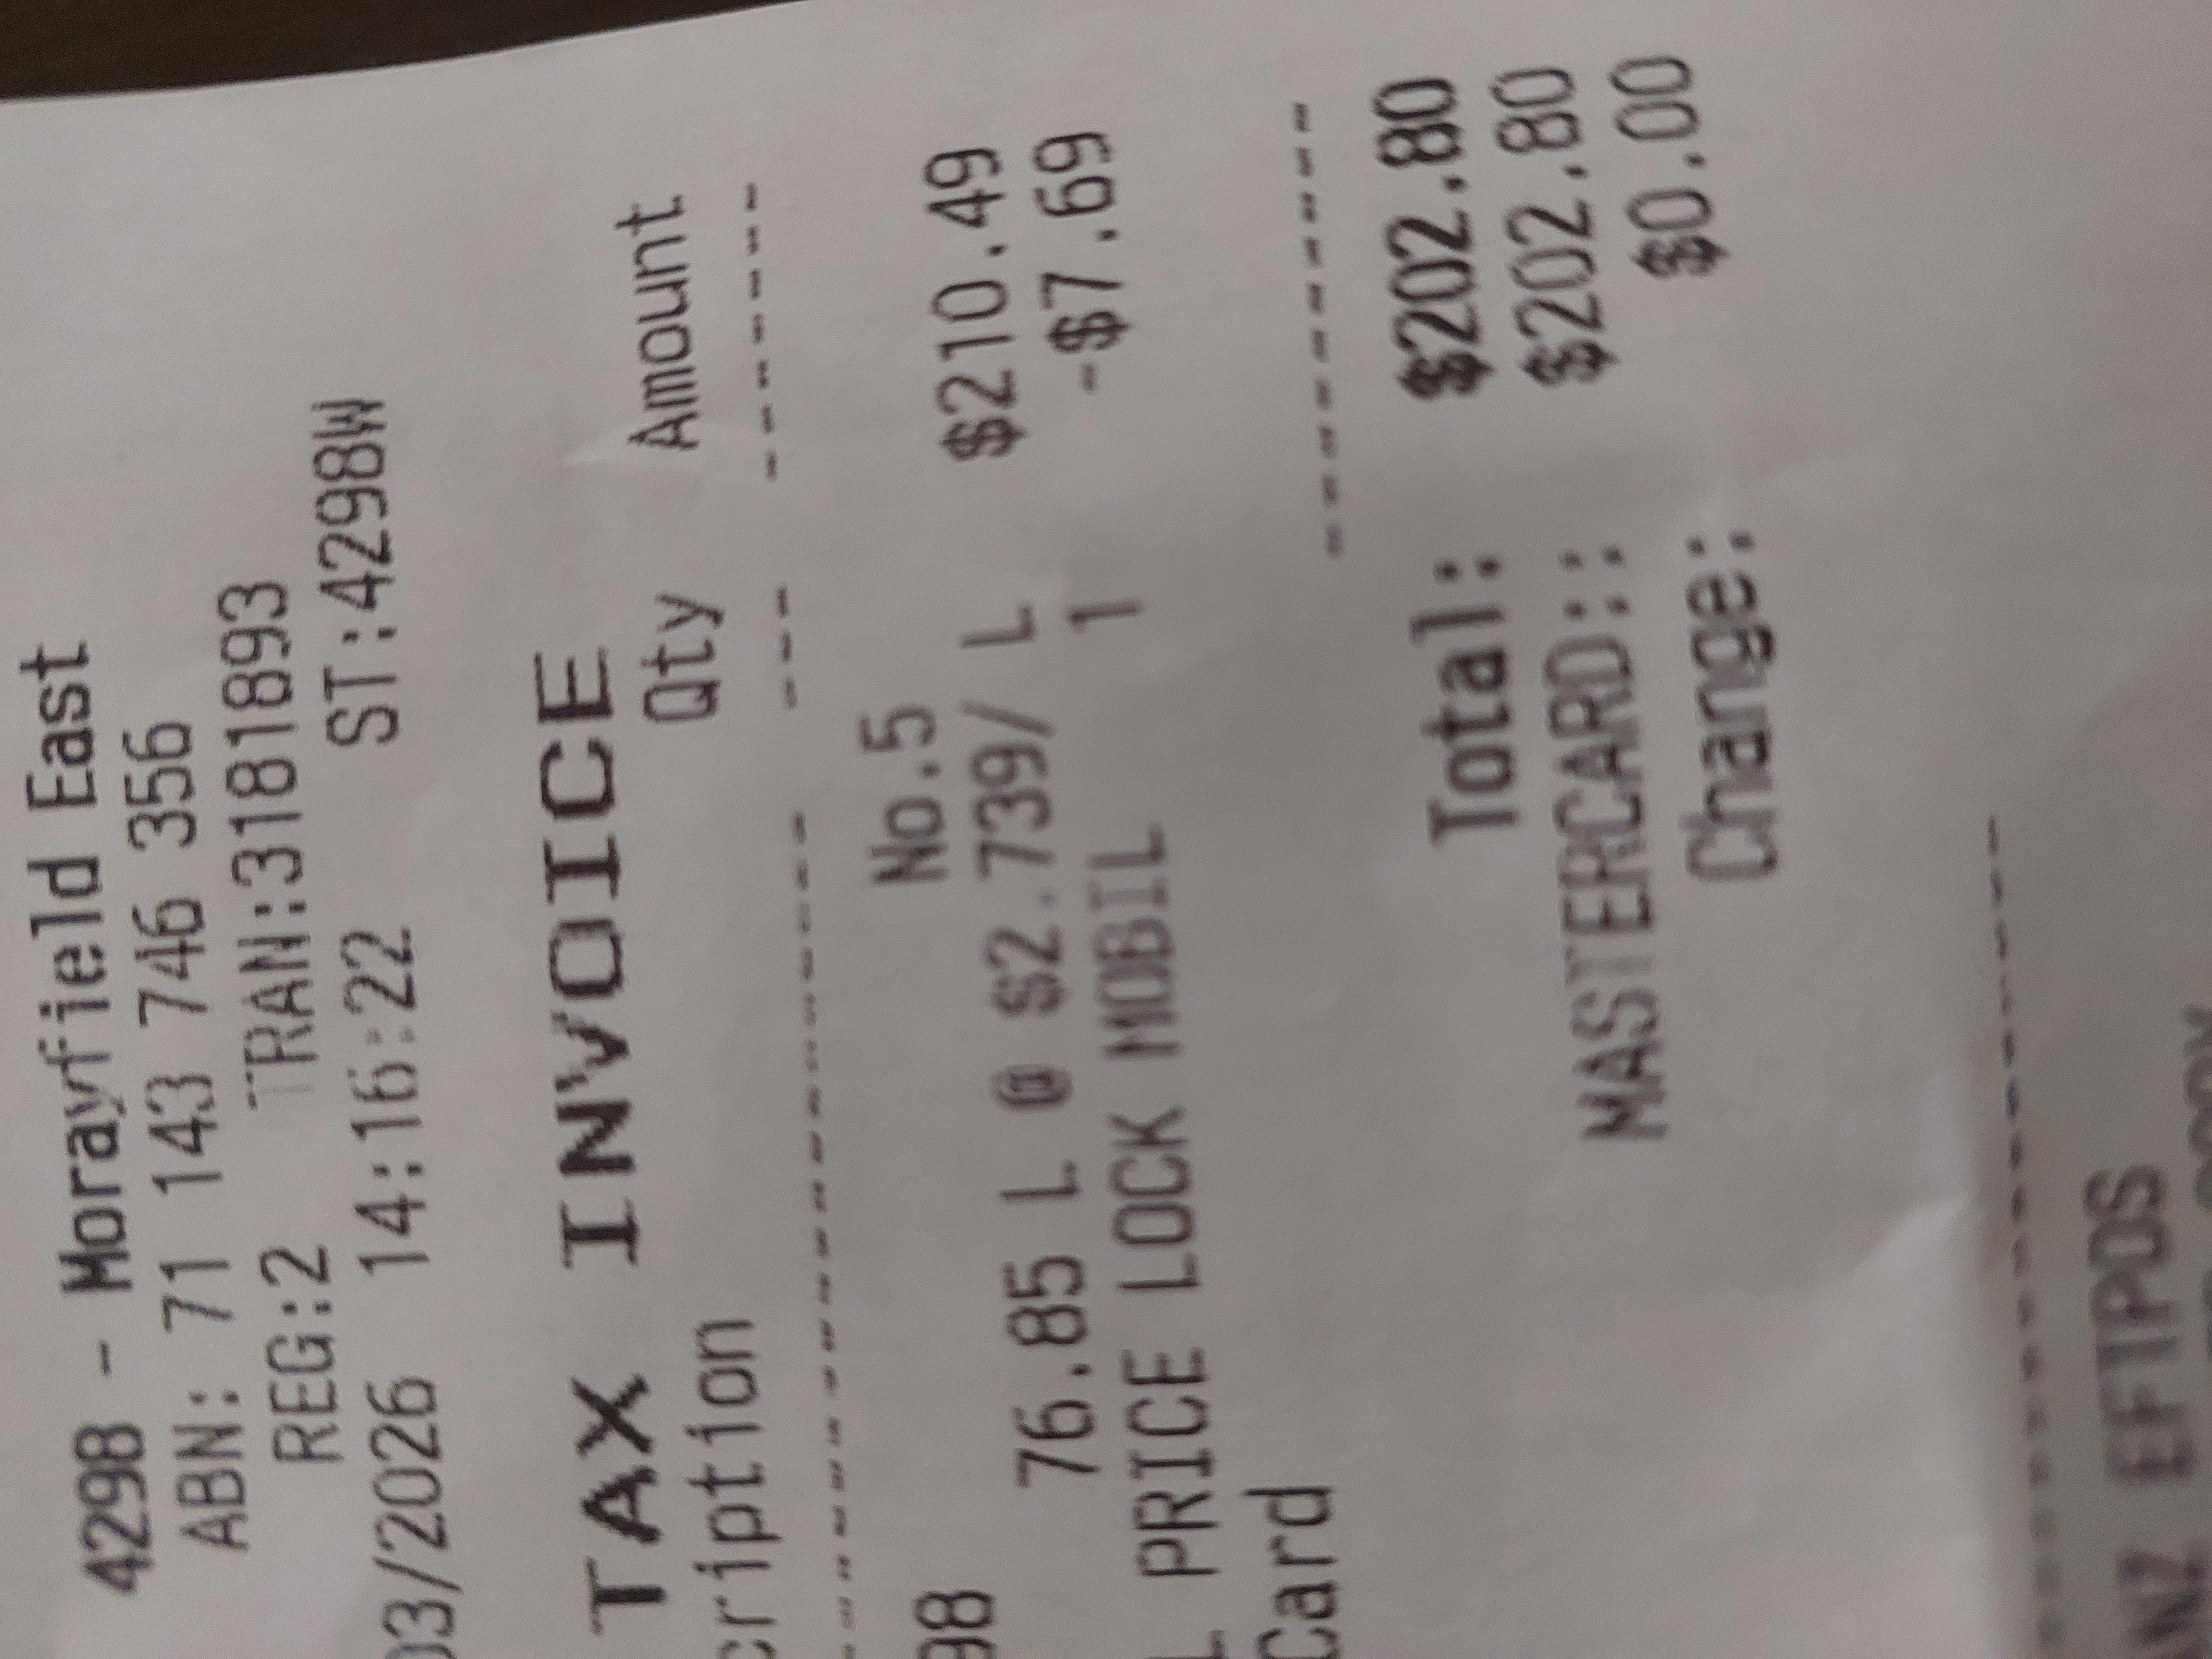 4298 - Morayfield East
ABN: 71 143 746 356
REG:2 TRAN:3181893
03/2026 14:16:22 ST:4298W
TAX INVOICE
cription Qty Amount
98 No.5
76.85 L @ $2.739/ L $210.49
L PRICE LOCK MOBIL 1 -$7.69
Card
Total: $202.80
MASTERCARD:: $202.80
Change: $0.00
ANZ EFTPOS